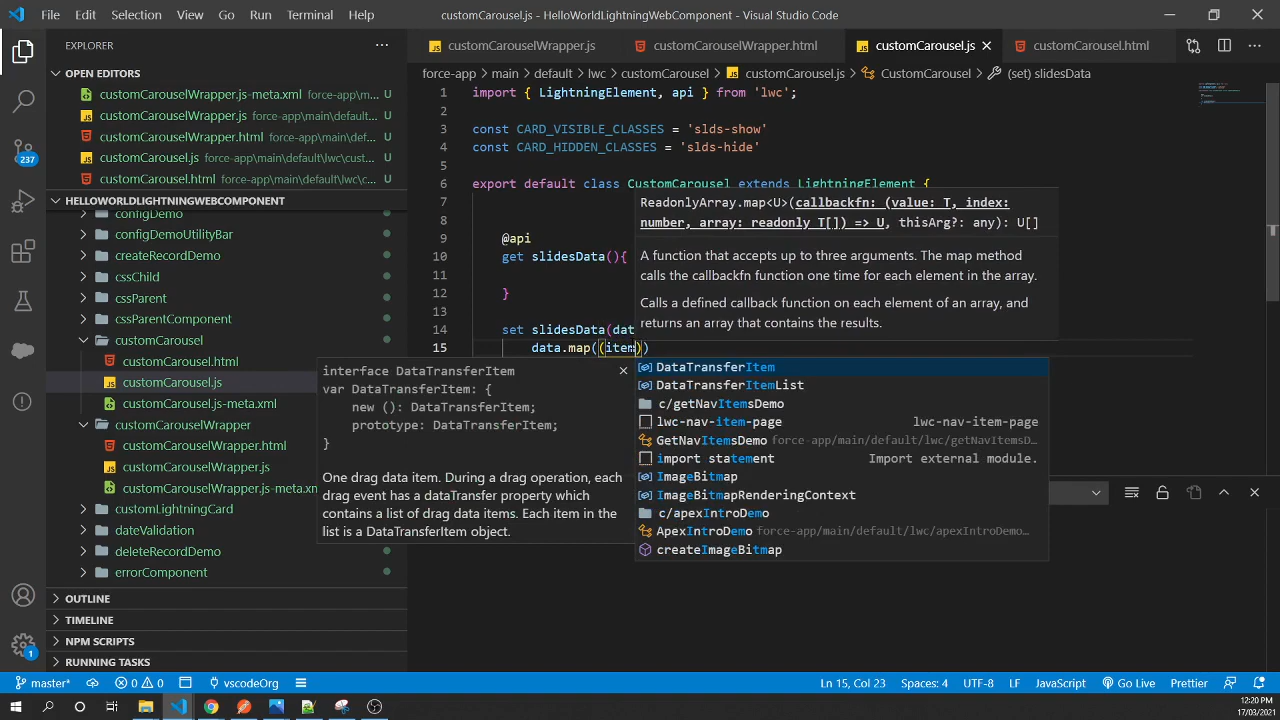 File Edit Selection View Go Run Terminal Help
customCarousel.js - HelloWorldLightningWebComponent - Visual Studio Code
EXPLORER
OPEN EDITORS
customCarouselWrapper.js-meta.xml force-app\main\default\lwc\custom...
customCarouselWrapper.js force-app\main\default...
customCarouselWrapper.html force-app\main\default...
customCarousel.js force-app\main\default\lwc\cust...
customCarousel.html force-app\main\default\lwc\c...
237
HELLOWORLDLIGHTNINGWEBCOMPONENT
configDemo
configDemoUtilityBar
createRecordDemo
cssChild
cssParent
cssParentComponent
customCarousel
customCarousel.html
customCarousel.js
customCarousel.js-meta.xml
customCarouselWrapper
customCarouselWrapper.html
customCarouselWrapper.js
customCarouselWrapper.js-meta.xm
customLightningCard
dateValidation
deleteRecordDemo
errorComponent
OUTLINE
TIMELINE
NPM SCRIPTS
RUNNING TASKS
1
customCarouselWrapper.js customCarouselWrapper.html customCarousel.js customCarousel.html
force-app > main > default > lwc > customCarousel > customCarousel.js > CustomCarousel > (set) slidesData
1 import { LightningElement, api } from 'lwc';
2
3 const CARD_VISIBLE_CLASSES = 'slds-show'
4 const CARD_HIDDEN_CLASSES = 'slds-hide'
5
6 export default class CustomCarousel extends LightningElement {
7
8
9 @api
10 get slidesData(){
11
12 }
13
14 set slidesData(dat
15 data.map((item))
ReadonlyArray.map<U>(callbackfn: (value: T, index:
number, array: readonly T[]) => U, thisArg?: any): U[]
A function that accepts up to three arguments. The map method
calls the callbackfn function one time for each element in the array.
Calls a defined callback function on each element of an array, and
returns an array that contains the results.
interface DataTransferItem
var DataTransferItem: {
new (): DataTransferItem;
prototype: DataTransferItem;
}
One drag data item. During a drag operation, each
drag event has a dataTransfer property which
contains a list of drag data items. Each item in the
list is a DataTransferItem object.
DataTransferItem
DataTransferItemList
c/getNavItemsDemo
lwc-nav-item-page lwc-nav-item-page
GetNavItemsDemo force-app/main/default/lwc/getNavItemsD...
import statement Import external module.
ImageBitmap
ImageBitmapRenderingContext
c/apexIntroDemo
ApexIntroDemo force-app/main/default/lwc/apexIntroDemo...
createImageBitmap
master* 0 0 vscodeOrg
Ln 15, Col 23 Spaces: 4 UTF-8 LF JavaScript Go Live Prettier
12:20 PM
17/03/2021